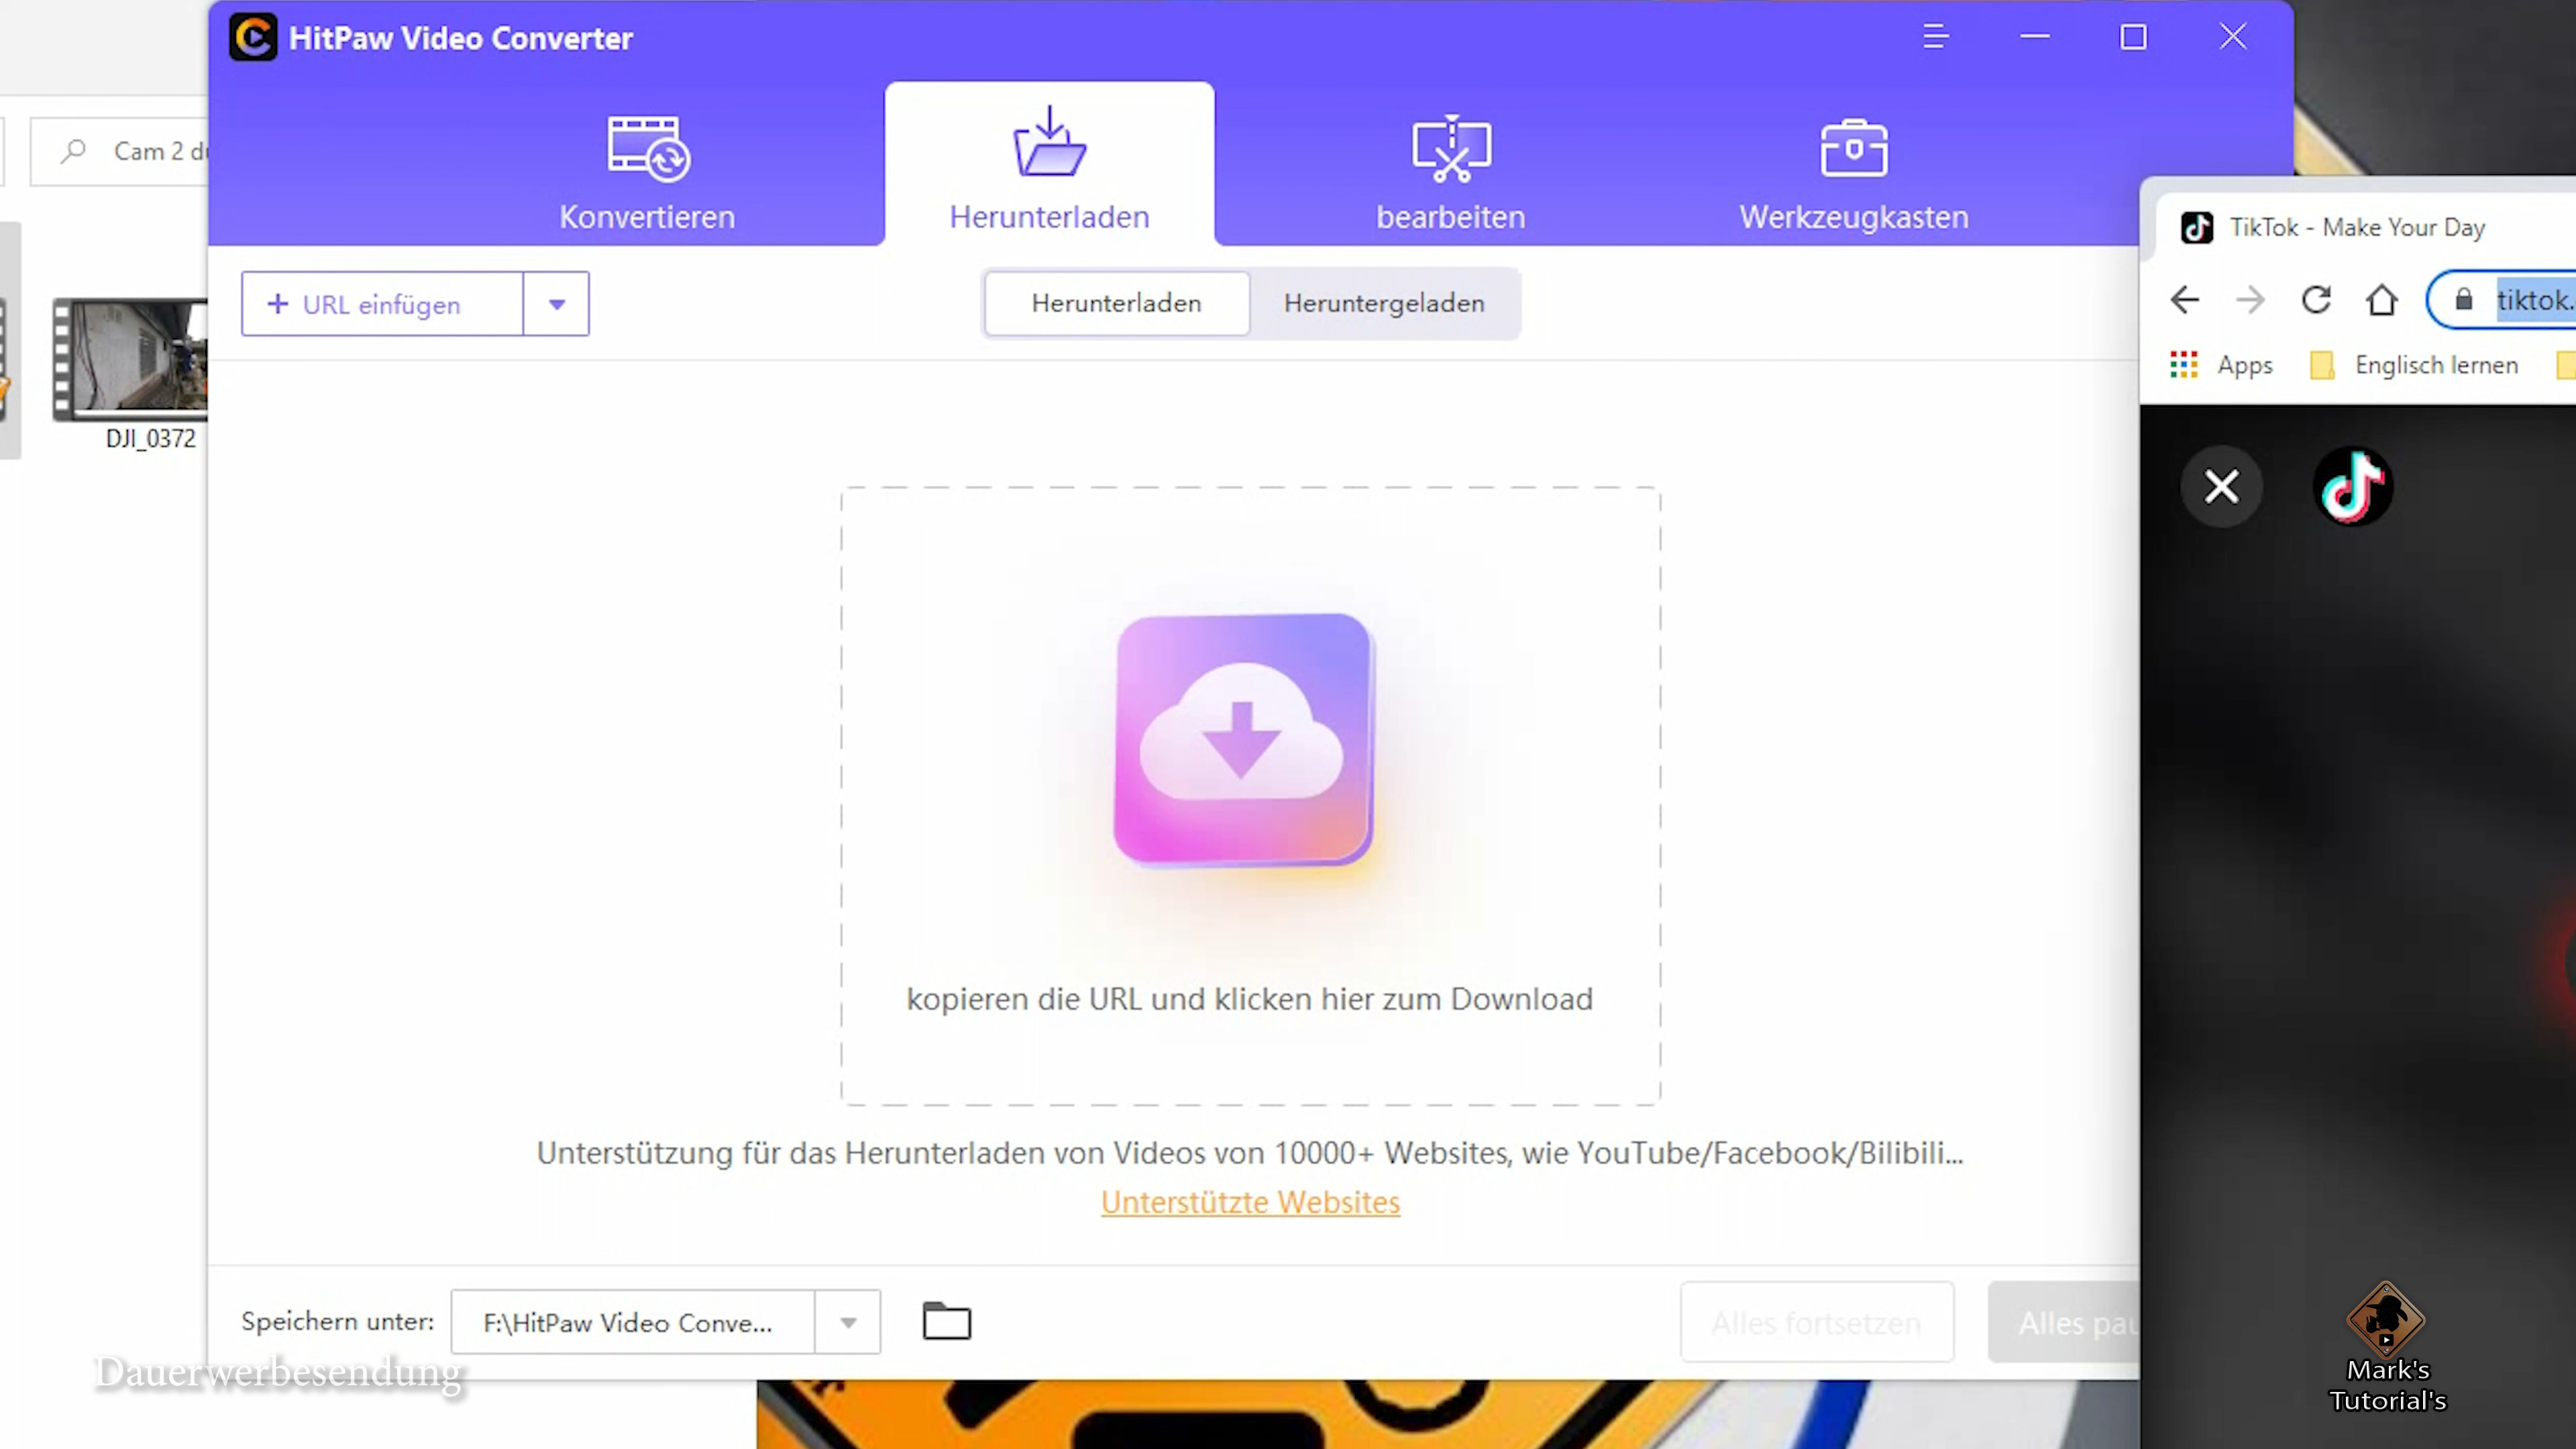 HitPaw Video Converter
Cam 2 d
Konvertieren
Herunterladen
bearbeiten
Werkzeugkasten
TikTok - Make Your Day
+ URL einfügen
Herunterladen
Heruntergeladen
tiktok.
Apps
Englisch lernen
DJI_0372
kopieren die URL und klicken hier zum Download
Unterstützung für das Herunterladen von Videos von 10000+ Websites, wie YouTube/Facebook/Bilibili...
Unterstützte Websites
Speichern unter:
F:\HitPaw Video Conve...
Alles fortsetzen
Alles pau
Dauerwerbesendung
Mark's
Tutorial's